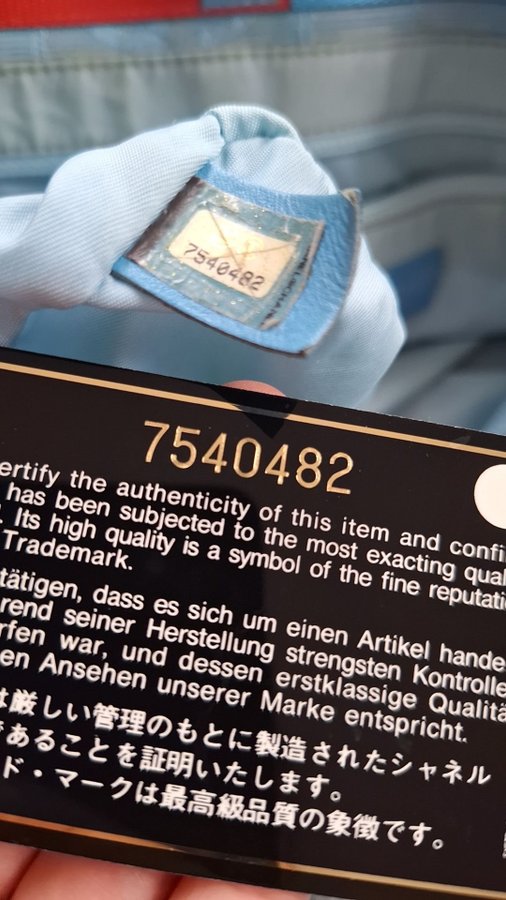 7540482
7540482
ertify the authenticity of this item and confi
has been subjected to the most exacting qual
. Its high quality is a symbol of the fine reputati
Trademark.
tätigen, dass es sich um einen Artikel hande
rend seiner Herstellung strengsten Kontrolle
rfen war, und dessen erstklassige Qualitä
en Ansehen unserer Marke entspricht.
は厳しい管理のもとに製造されたシャネル
であることを証明いたします。
ド・マークは最高級品質の象徴です。